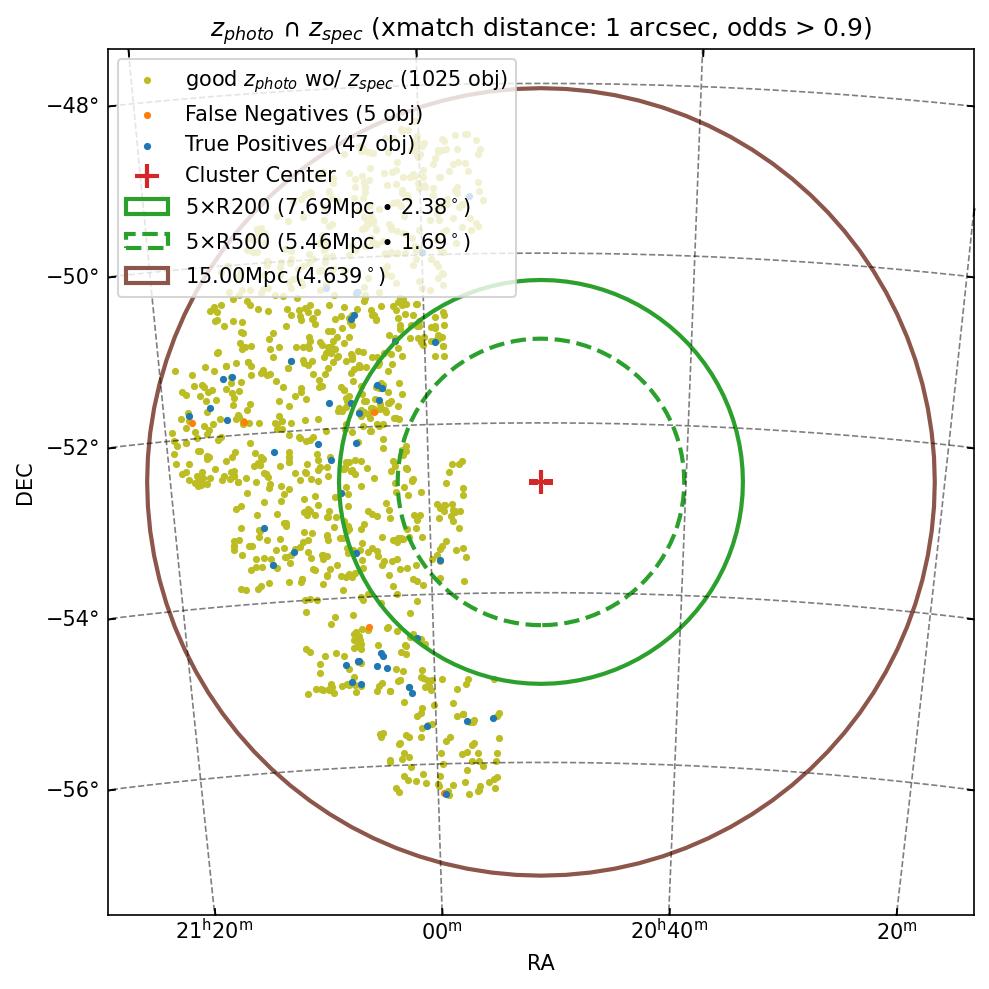 z_photo ∩ z_spec (xmatch distance: 1 arcsec, odds > 0.9)
good z_photo wo/ z_spec (1025 obj)
False Negatives (5 obj)
True Positives (47 obj)
Cluster Center
5×R200 (7.69Mpc • 2.38°)
5×R500 (5.46Mpc • 1.69°)
15.00Mpc (4.639°)
−48°
−50°
−52°
−54°
−56°
DEC
21ʰ20ᵐ 00ᵐ 20ʰ40ᵐ 20ᵐ
RA